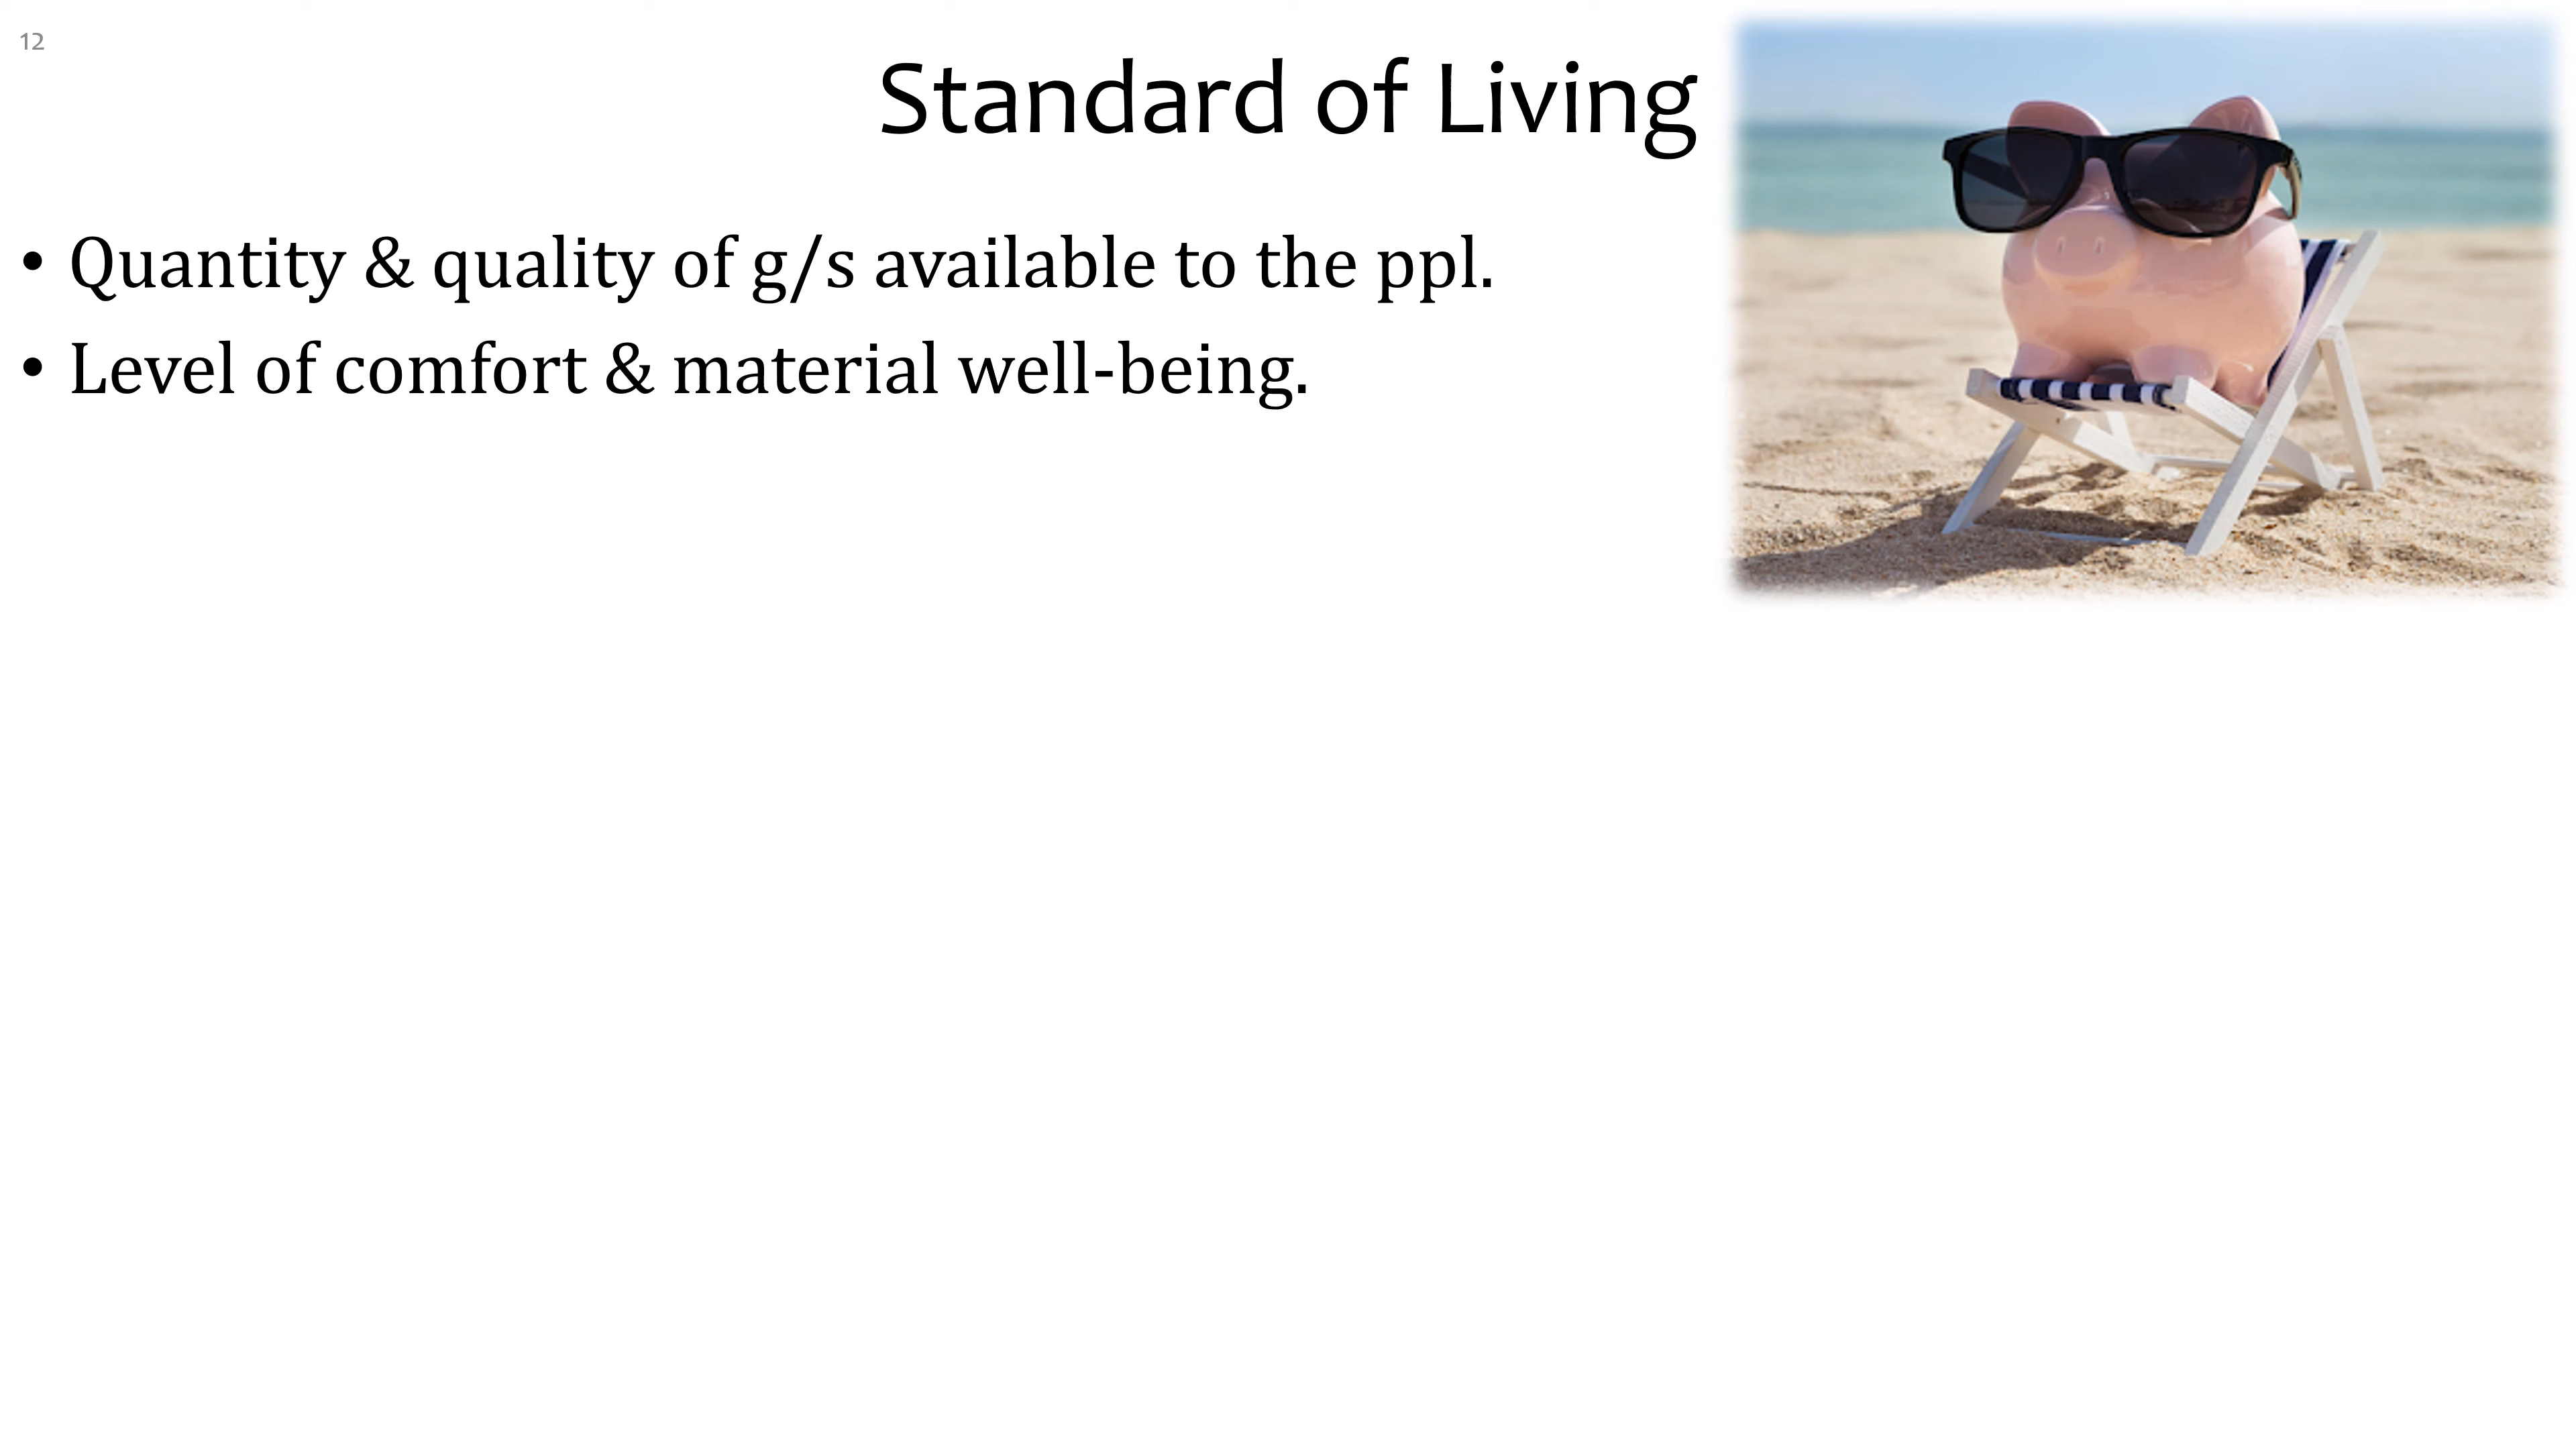 12
Standard of Living
• Quantity & quality of g/s available to the ppl.
• Level of comfort & material well-being.